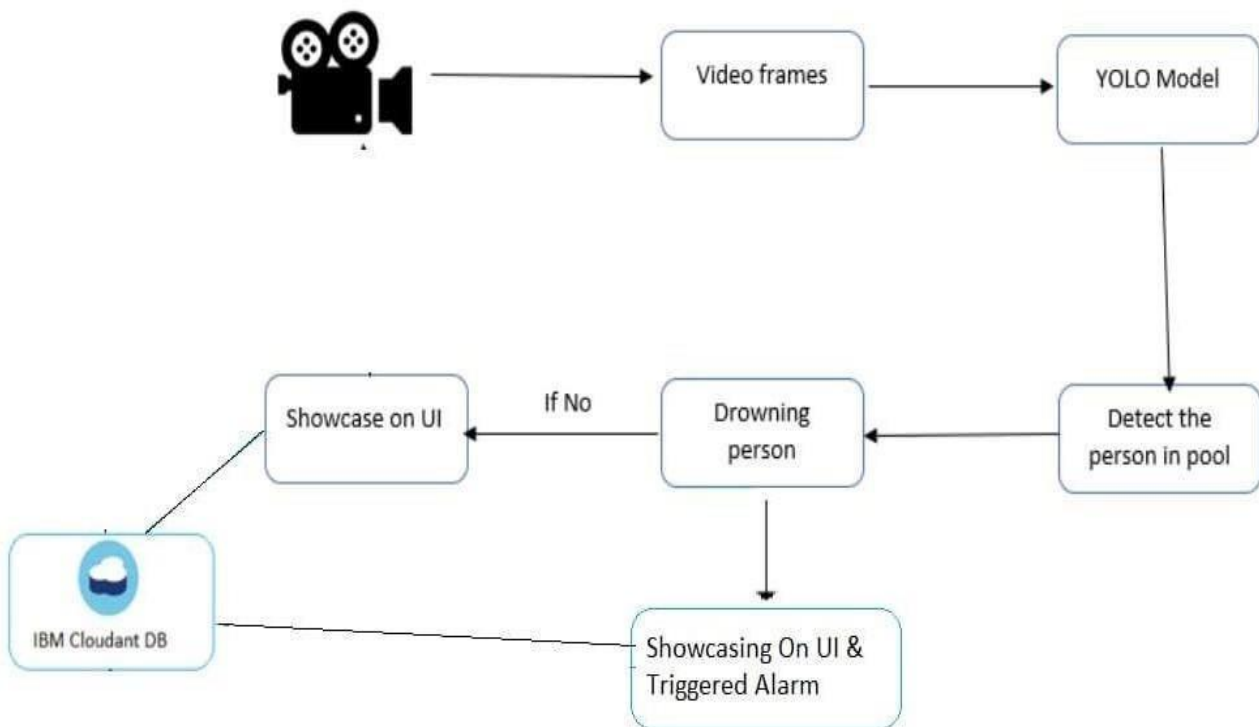 Video frames
YOLO Model
Showcase on UI
If No
Drowning
person
Detect the
person in pool
IBM Cloudant DB
Showcasing On UI &
Triggered Alarm